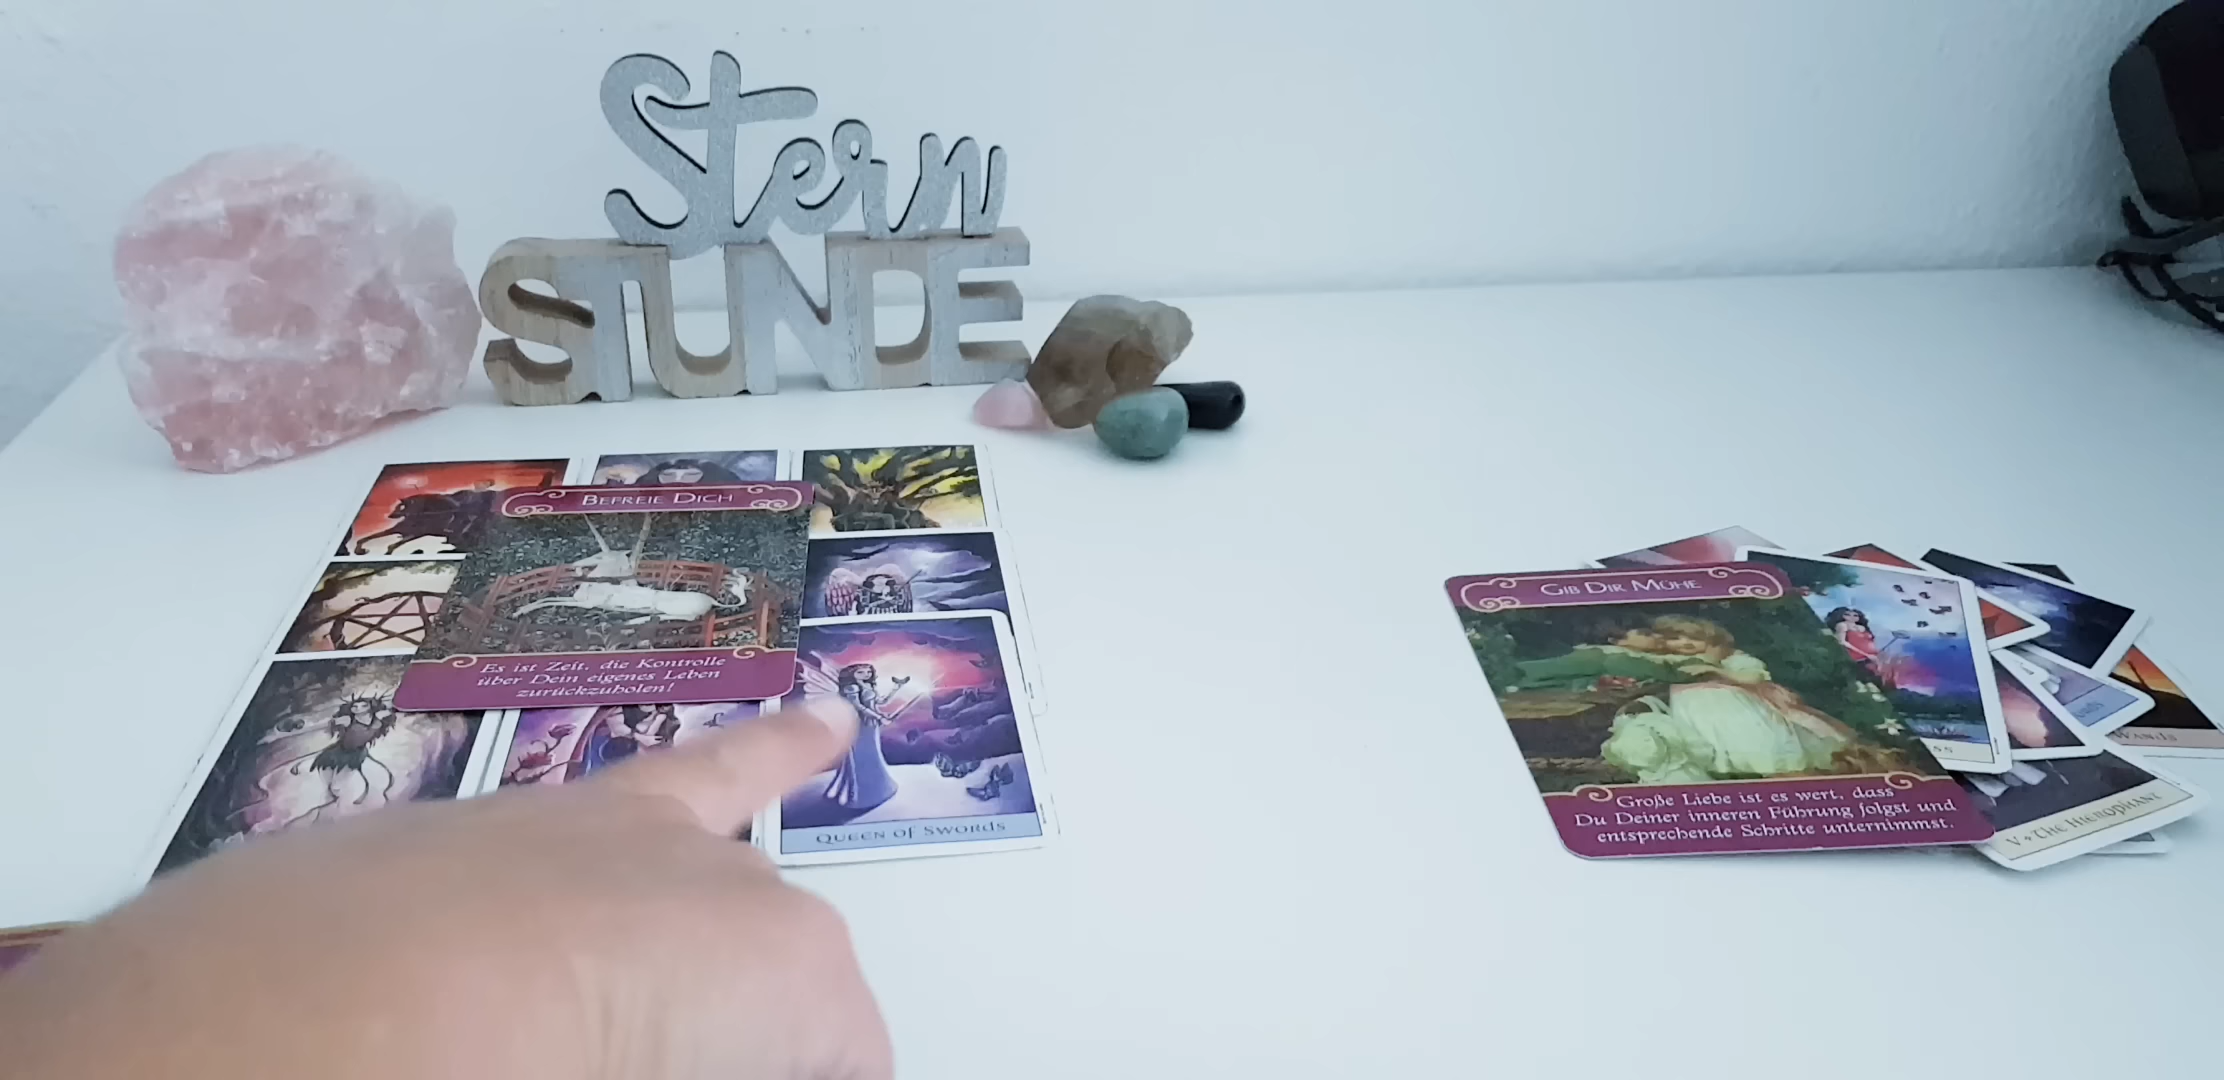 Stern
STUNDE
BEFREIE DICH
Es ist Zeit, die Kontrolle
über Dein eigenes Leben
zurückzuholen!
QUEEN OF SWORDS
GIB DIR MÜHE
Große Liebe ist es wert, dass
Du Deiner inneren Führung folgst und
entsprechende Schritte unternimmst.
WANDS
V • THE HIEROPHANT